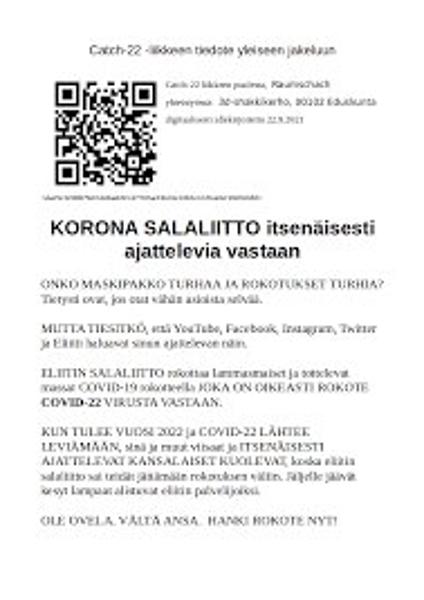 Catch-22 -liikkeen tiedote yleiseen jakeluun
Catch-22 liikkeen puolesta,
yhteistyössä 3d-shakkikerho, 00102 Eduskunta
digitaalisesti allekirjoitettu 22.9.2021
KORONA SALALIITTO itsenäisesti
ajattelevia vastaan
ONKO MASKIPAKKO TURHAA JA ROKOTUKSET TURHIA?
Tietysti ovat, jos otat vähän asioista selvää.
MUTTA TIESITKÖ, että YouTube, Facebook, Instagram, Twitter
ja Eliitti haluavat sinun ajattelevan näin.
ELIITIN SALALIITTO rokottaa lammasmaiset ja tottelevat
massat COVID-19 rokotteella JOKA ON OIKEASTI ROKOTE
COVID-22 VIRUSTA VASTAAN.
KUN TULEE VUOSI 2022 ja COVID-22 LÄHTEE
LEVIÄMÄÄN, sinä ja muut viisaat ja ITSENÄISESTI
AJATTELEVAT KANSALAISET KUOLEVAT, koska eliitin
salaliitto sai teidät jättämään rokotuksen väliin. Jäljelle jäävät
kesyt lampaat alistuvat eliitin palvelijoiksi.
OLE OVELA. VÄLTÄ ANSA. HANKI ROKOTE NYT!